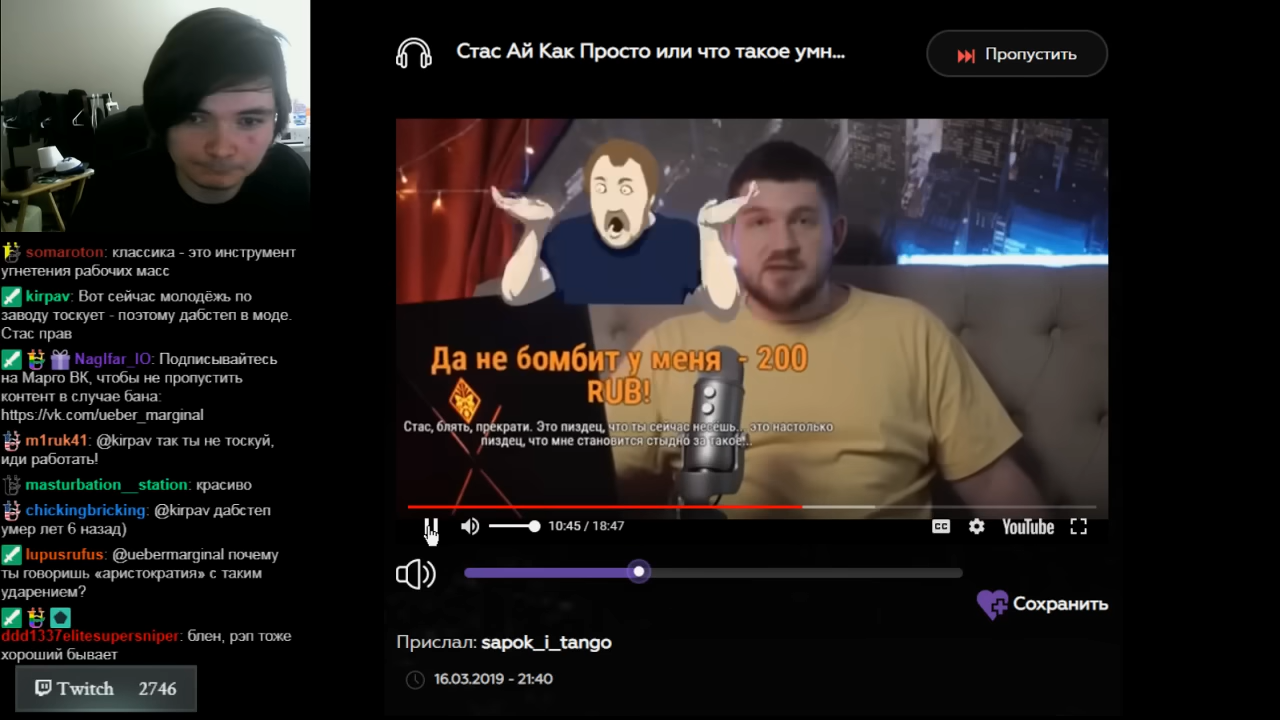 Стас Ай Как Просто или что такое умн...
Пропустить
somaroton: классика - это инструмент
угнетения рабочих масс
kirpav: Вот сейчас молодёжь по
заводу тоскует - поэтому дабстеп в моде.
Стас прав
Naglfar_IO: Подписывайтесь
на Марго ВК, чтобы не пропустить
контент в случае бана:
https://vk.com/ueber_marginal
m1ruk41: @kirpav так ты не тоскуй,
иди работать!
masturbation__station: красиво
chickingbricking: @kirpav дабстеп
умер лет 6 назад)
lupusrufus: @uebermarginal почему
ты говоришь «аристократия» с таким
ударением?
ddd1337elitesupersniper: блен, рэп тоже
хороший бывает
Twitch 2746
Да не бомбит у меня - 200
RUB!
Стас, блять, прекрати. Это пиздец, что ты сейчас несешь... это настолько
пиздец, что мне становится стыдно за такое!..
10:45 / 18:47
CC
YouTube
Сохранить
Прислал: sapok_i_tango
16.03.2019 - 21:40